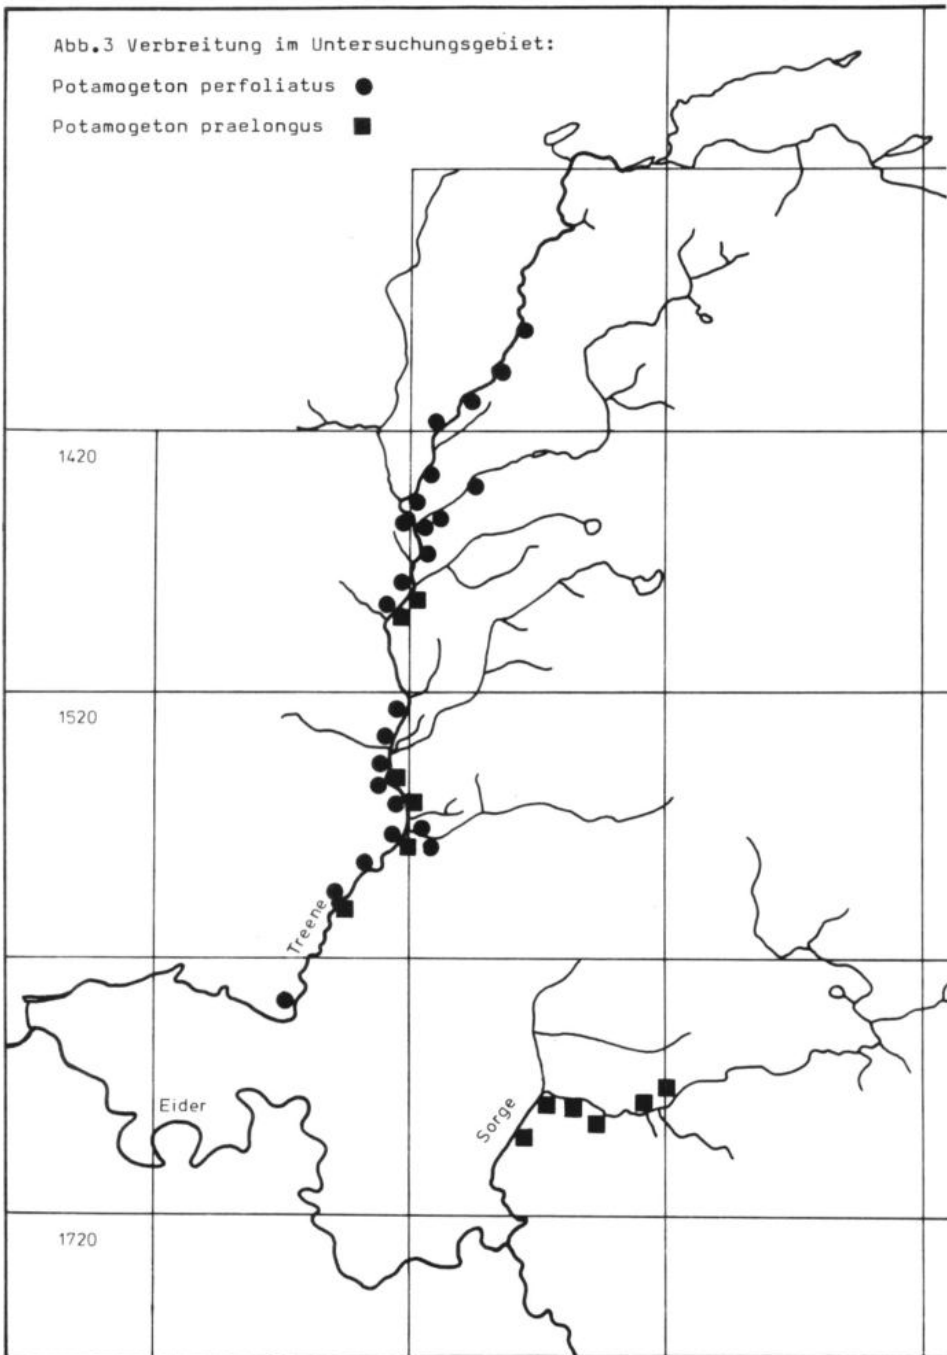 Abb.3 Verbreitung im Untersuchungsgebiet:
Potamogeton perfoliatus
Potamogeton praelongus
1420
1520
Treene
Eider
Sorge
1720